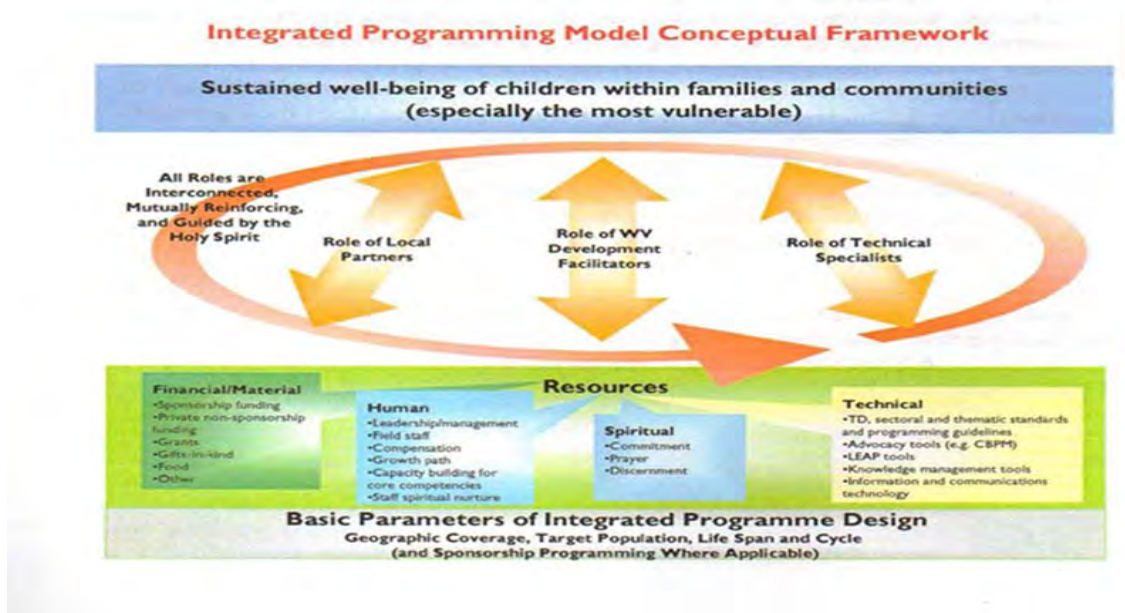 Integrated Programming Model Conceptual Framework
Sustained well-being of children within families and communities
(especially the most vulnerable)
All Roles are
Interconnected,
Mutually Reinforcing,
and Guided by the
Holy Spirit
Role of Local
Partners
Role of WV
Development
Facilitators
Role of Technical
Specialists
Resources
Financial/Material
•Sponsorship funding
•Private non-sponsorship
funding
•Grants
•Gifts-in-kind
•Food
•Other
Human
•Leadership/management
•Field staff
•Compensation
•Growth path
•Capacity building for
core competencies
•Staff spiritual nurture
Spiritual
•Commitment
•Prayer
•Discernment
Technical
•TD, sectoral and thematic standards
and programming guidelines
•Advocacy tools (e.g. CBPM)
•LEAP tools
•Knowledge management tools
•Information and communications
technology
Basic Parameters of Integrated Programme Design
Geographic Coverage, Target Population, Life Span and Cycle
(and Sponsorship Programming Where Applicable)